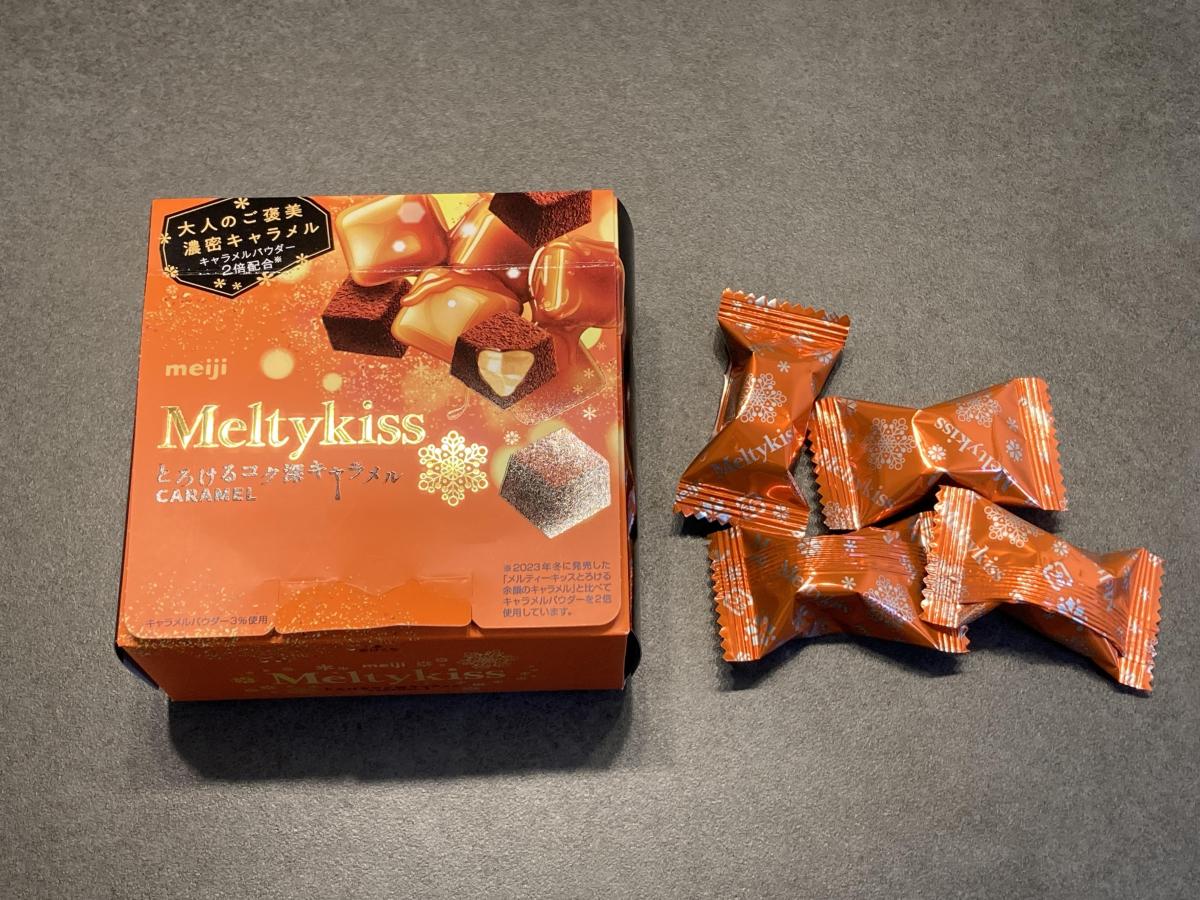 大人のご褒美
濃密キャラメル
キャラメルパウダー
2倍配合※
meiji
Meltykiss
とろけるコク深キャラメル
CARAMEL
※2023年冬に発売した
「メルティーキッスとろける
余韻のキャラメル」と比べて
キャラメルパウダーを2倍
使用しています。
キャラメルパウダー3%使用
meiji
Meltykiss
Meltykiss
Meltykiss
Meltykiss